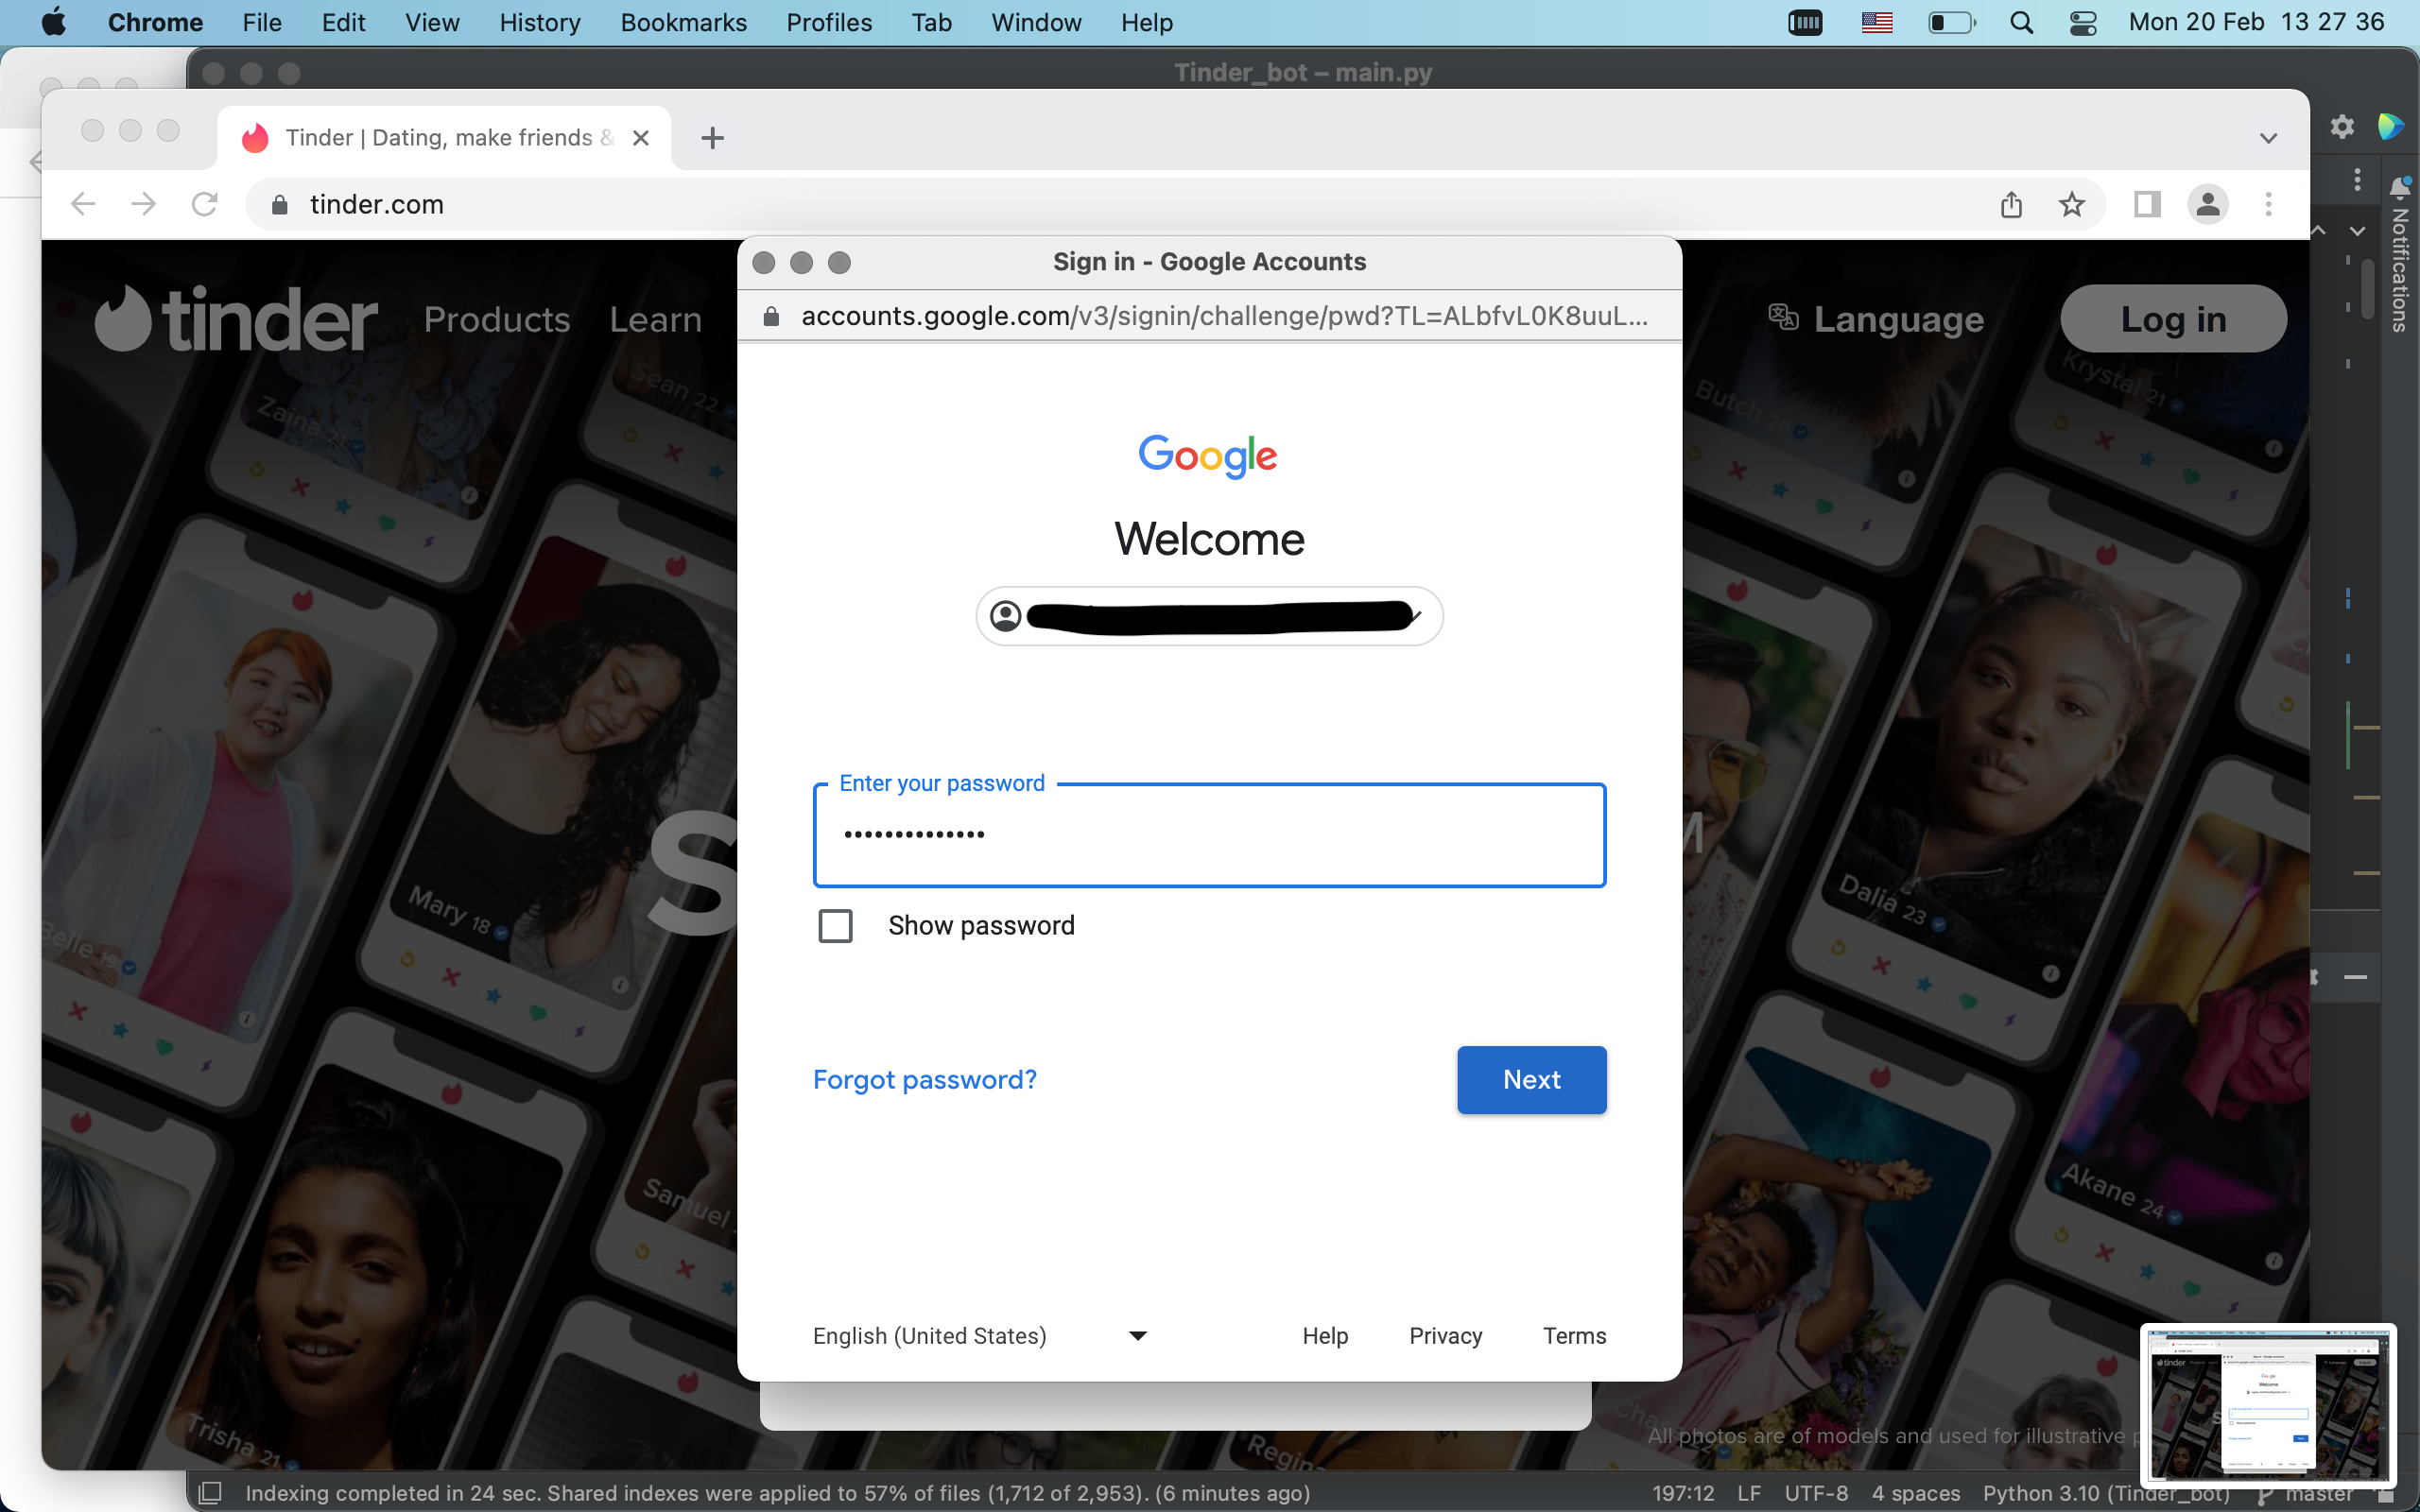 Chrome File Edit View History Bookmarks Profiles Tab Window Help Mon 20 Feb 13 27 36
Tinder_bot – main.py
Tinder | Dating, make friends &
tinder.com
Sign in - Google Accounts
accounts.google.com/v3/signin/challenge/pwd?TL=ALbfvL0K8uuL...
Notifications
tinder Products Learn
Language Log in
Google
Welcome
Enter your password
Show password
Forgot password? Next
English (United States) Help Privacy Terms
Zaina 21
Sean 22
Butch 26
Krystal 21
Belle 19
Mary 18
S
M
Dalia 23
Samuel
Akane 24
Trisha 21
Regina
All photos are of models and used for illustrative p
Indexing completed in 24 sec. Shared indexes were applied to 57% of files (1,712 of 2,953). (6 minutes ago) 197:12 LF UTF-8 4 spaces Python 3.10 (Tinder_bot) master